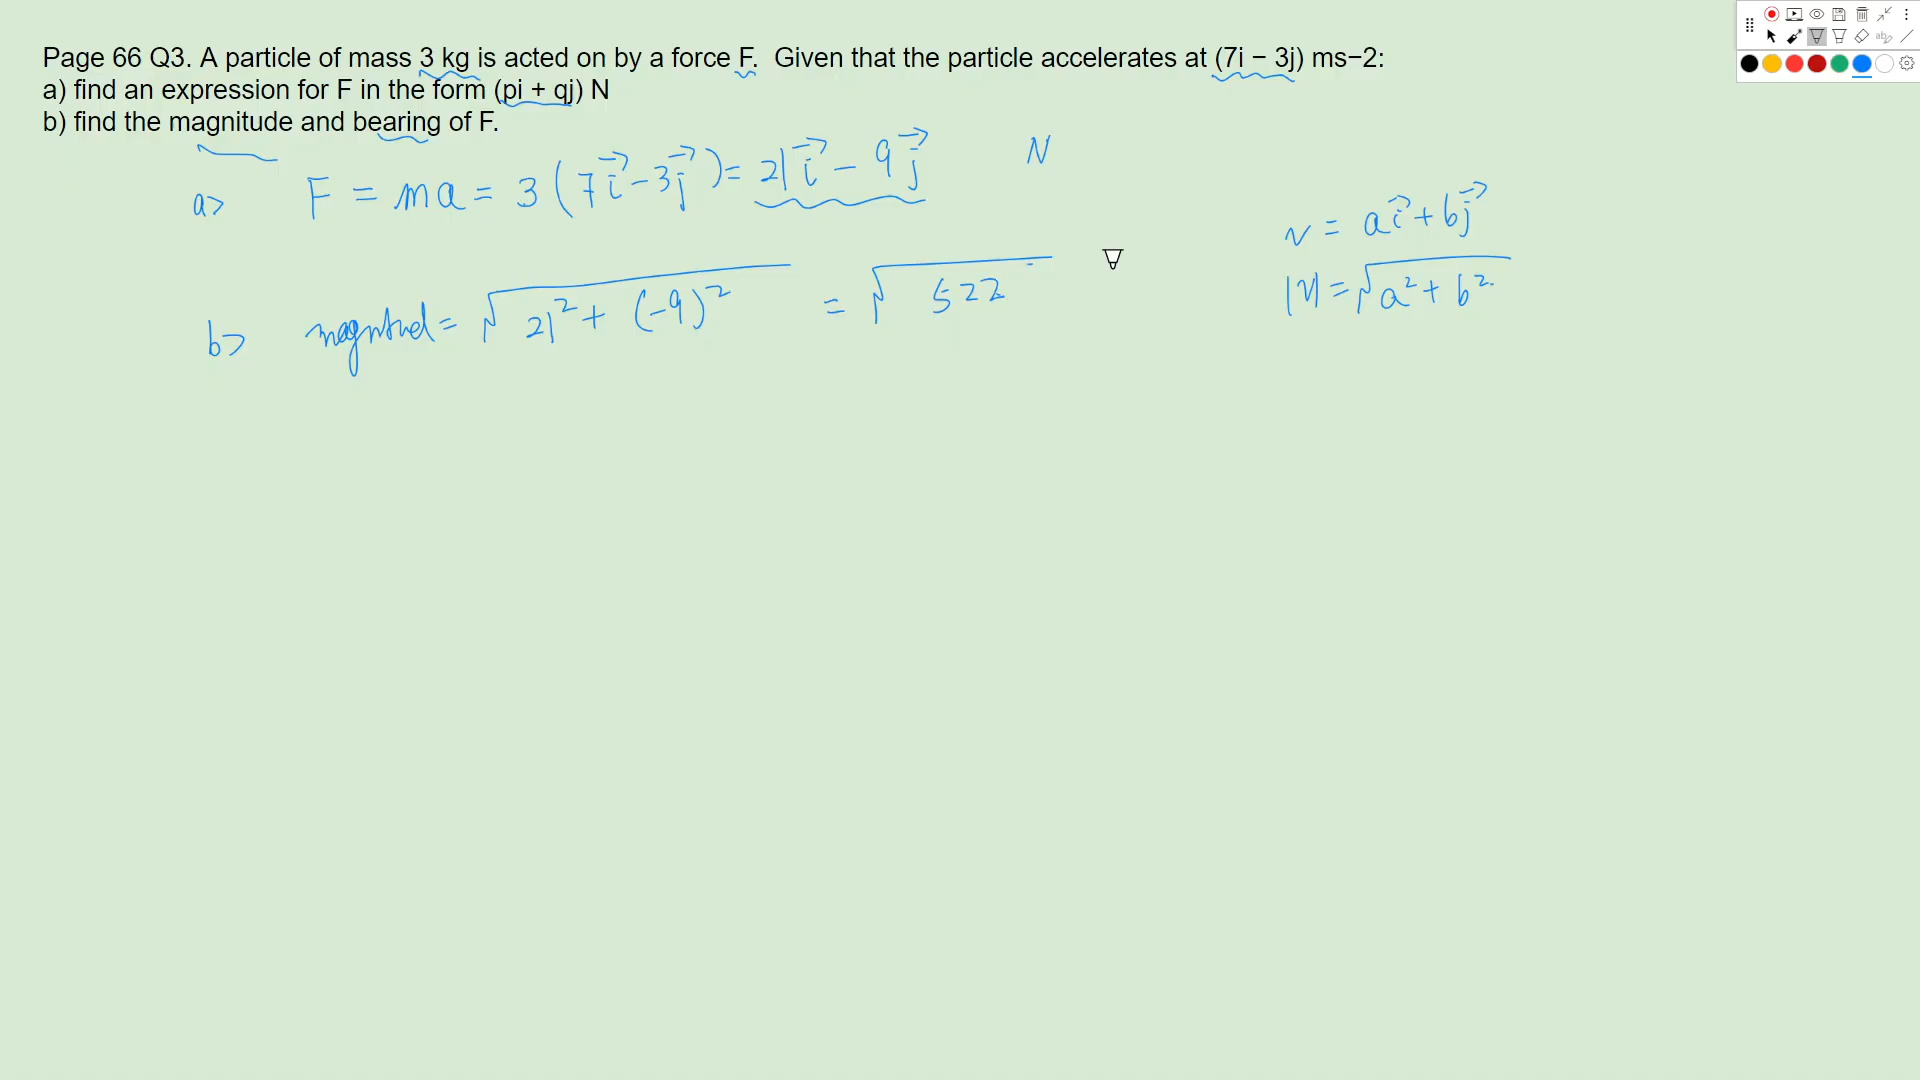 Page 66 Q3. A particle of mass 3 kg is acted on by a force F.  Given that the particle accelerates at (7i − 3j) ms−2:
a) find an expression for F in the form (pi + qj) N
b) find the magnitude and bearing of F.
a> F = ma = 3(7i⃗ − 3j⃗) = 21i⃗ − 9j⃗ N
v = ai⃗ + bj⃗
b> = √(21² + (−9)²) = √522
|v| = √(a² + b²)